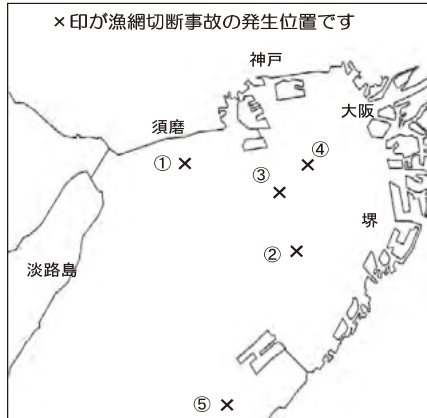 ×印が漁網切断事故の発生位置です
神戸
大阪
須磨
①
④
③
堺
②
淡路島
⑤